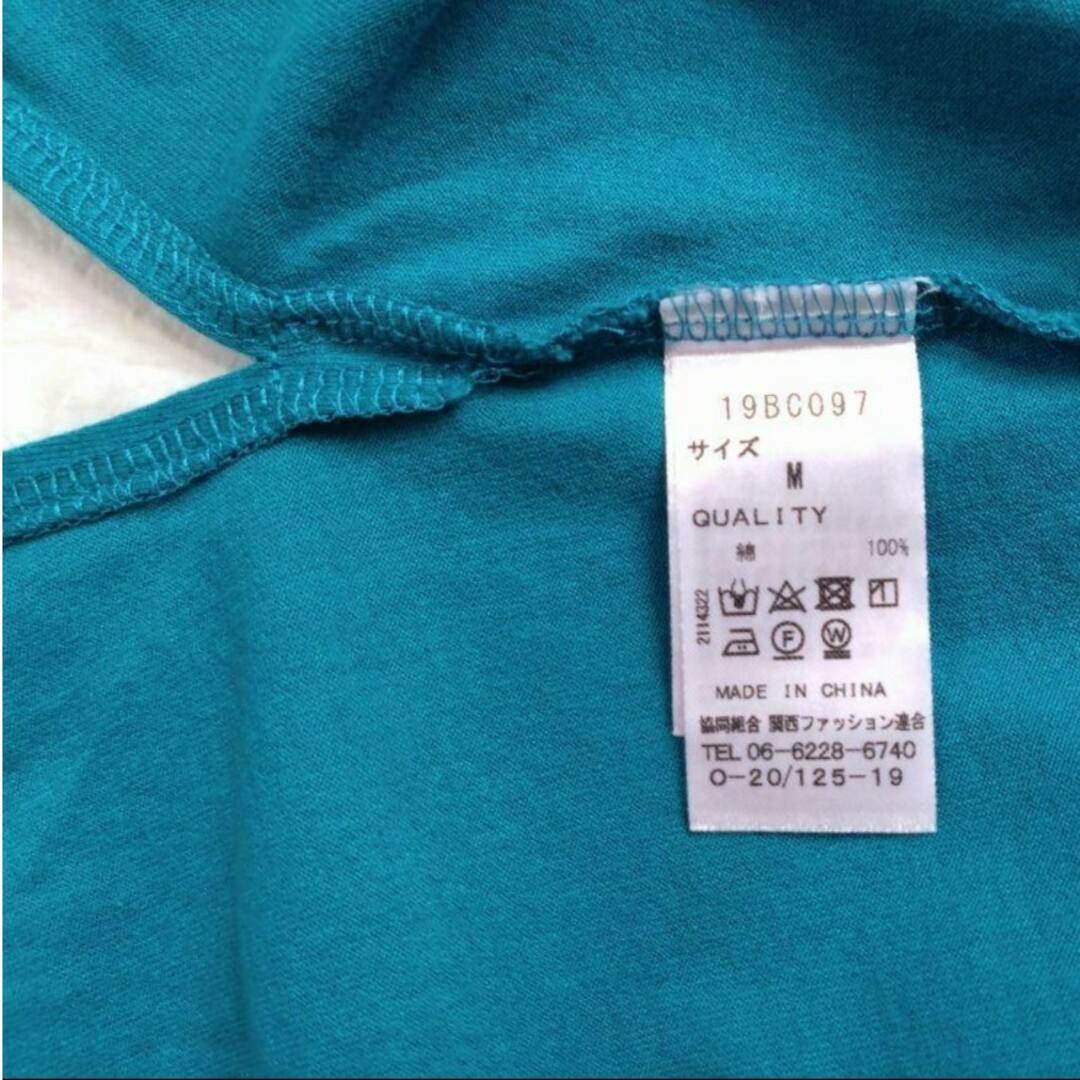 19BC097
サイズ
M
QUALITY
綿 100%
2114322
F W
MADE IN CHINA
協同組合 関西ファッション連合
TEL 06-6228-6740
O-20/125-19